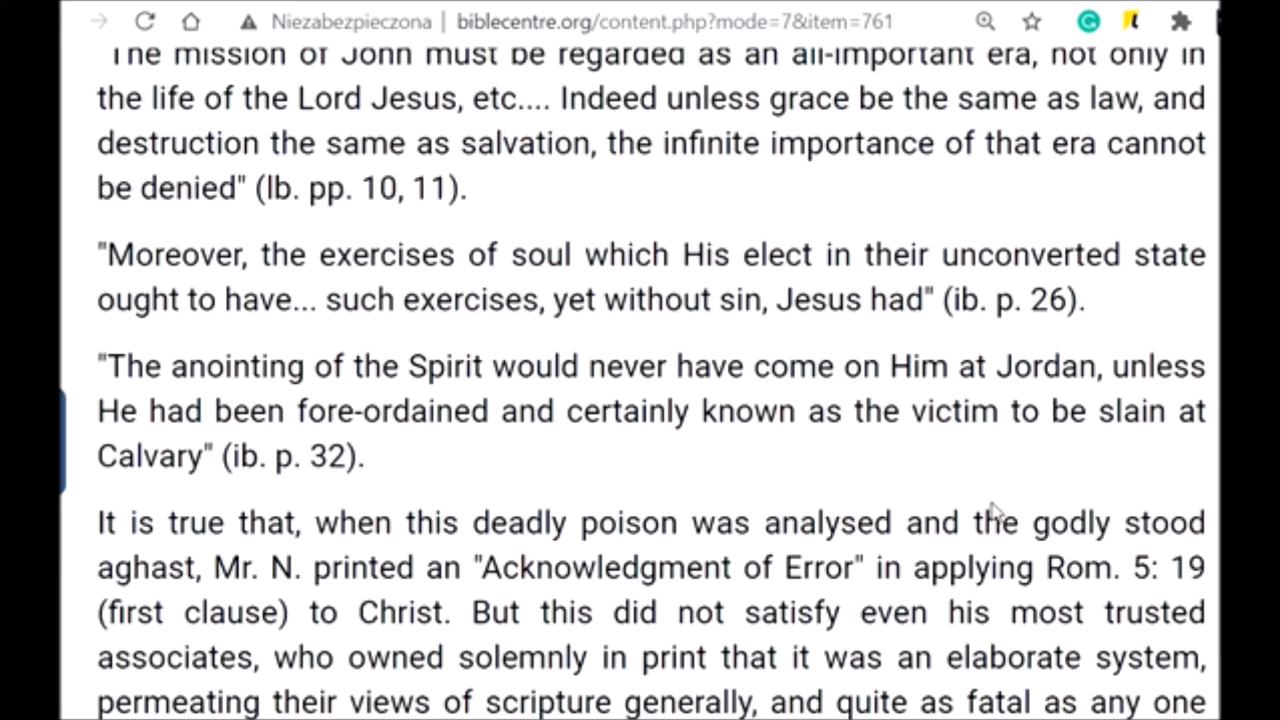 Niezabezpieczona | biblecentre.org/content.php?mode=7&item=761
"The mission of John must be regarded as an all-important era, not only in
the life of the Lord Jesus, etc.... Indeed unless grace be the same as law, and
destruction the same as salvation, the infinite importance of that era cannot
be denied" (lb. pp. 10, 11).
"Moreover, the exercises of soul which His elect in their unconverted state
ought to have... such exercises, yet without sin, Jesus had" (ib. p. 26).
"The anointing of the Spirit would never have come on Him at Jordan, unless
He had been fore-ordained and certainly known as the victim to be slain at
Calvary" (ib. p. 32).
It is true that, when this deadly poison was analysed and the godly stood
aghast, Mr. N. printed an "Acknowledgment of Error" in applying Rom. 5: 19
(first clause) to Christ. But this did not satisfy even his most trusted
associates, who owned solemnly in print that it was an elaborate system,
permeating their views of scripture generally, and quite as fatal as any one